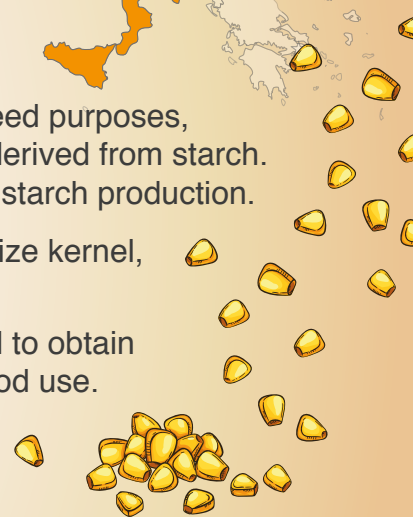 eed purposes,
derived from starch.
starch production.
ize kernel,
l to obtain
od use.